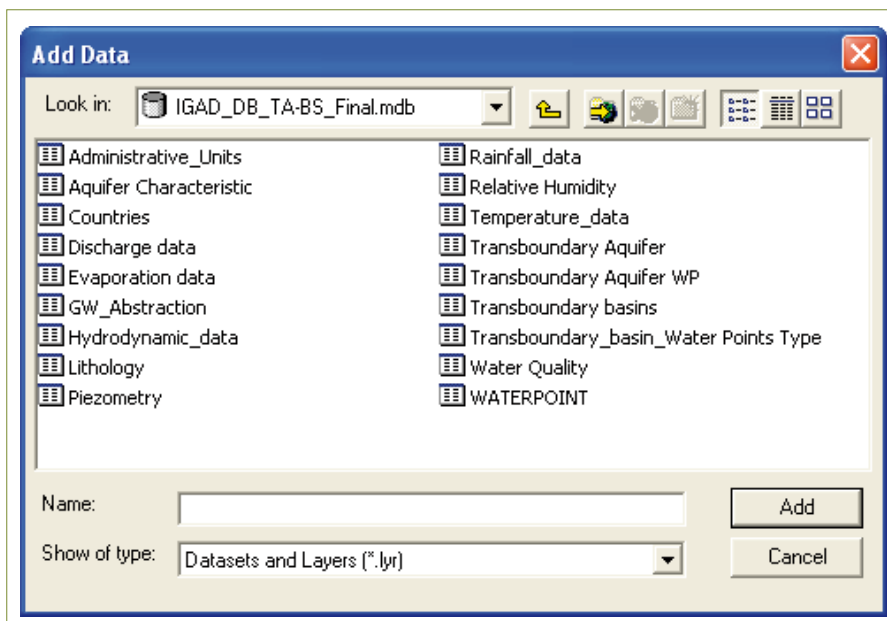 Add Data
Look in: IGAD_DB_TA-BS_Final.mdb
Administrative_Units
Aquifer Characteristic
Countries
Discharge data
Evaporation data
GW_Abstraction
Hydrodynamic_data
Lithology
Piezometry
Rainfall_data
Relative Humidity
Temperature_data
Transboundary Aquifer
Transboundary Aquifer WP
Transboundary basins
Transboundary_basin_Water Points Type
Water Quality
WATERPOINT
Name:
Add
Show of type: Datasets and Layers (*.lyr)
Cancel